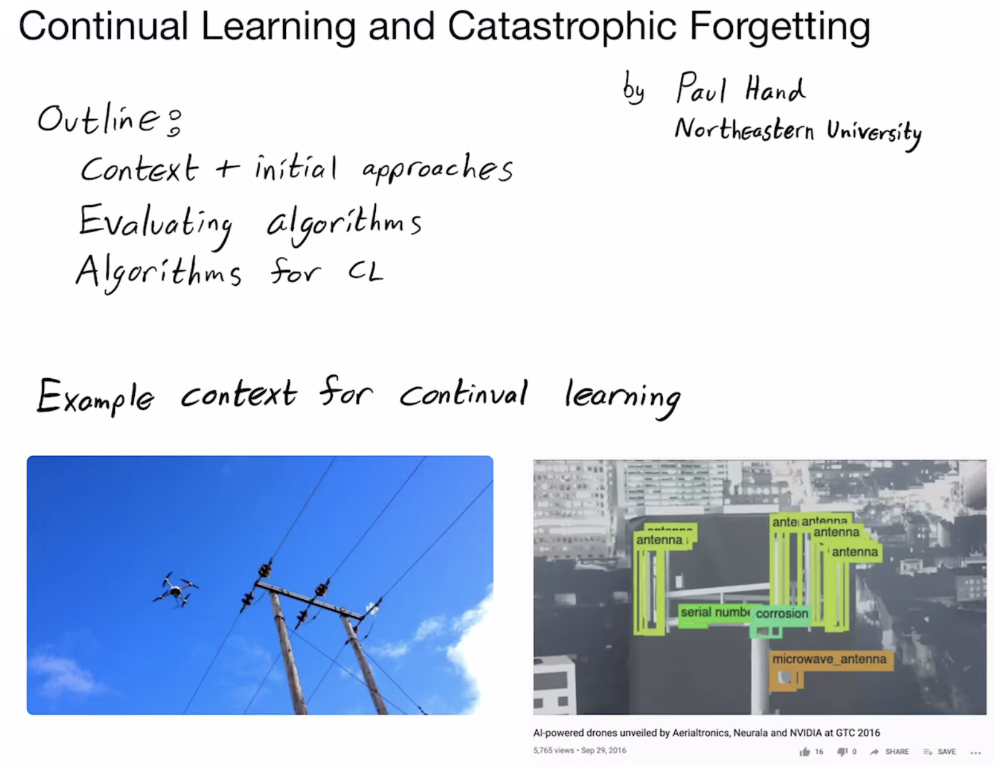 Continual Learning and Catastrophic Forgetting
by Paul Hand
Northeastern University
Outline:
Context + initial approaches
Evaluating algorithms
Algorithms for CL
Example context for continual learning
antenna
antenna
antenna
antenna
serial numbe
corrosion
microwave_antenna
AI-powered drones unveiled by Aerialtronics, Neurala and NVIDIA at GTC 2016
5,765 views • Sep 29, 2016
16 0 SHARE SAVE ...